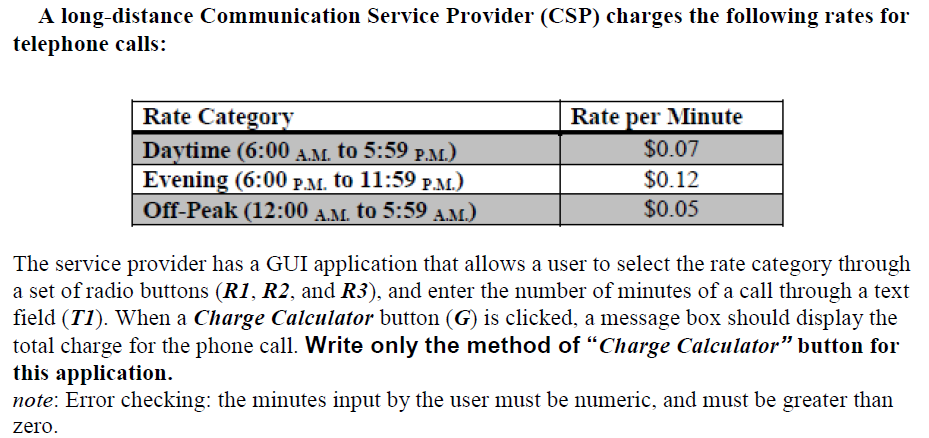 A long-distance Communication Service Provider (CSP) charges the following rates for
telephone calls:
Rate Category Rate per Minute
Daytime (6:00 A.M. to 5:59 P.M.) $0.07
Evening (6:00 P.M. to 11:59 P.M.) $0.12
Off-Peak (12:00 A.M. to 5:59 A.M.) $0.05
The service provider has a GUI application that allows a user to select the rate category through
a set of radio buttons (R1, R2, and R3), and enter the number of minutes of a call through a text
field (T1). When a Charge Calculator button (G) is clicked, a message box should display the
total charge for the phone call. Write only the method of “Charge Calculator” button for
this application.
note: Error checking: the minutes input by the user must be numeric, and must be greater than
zero.